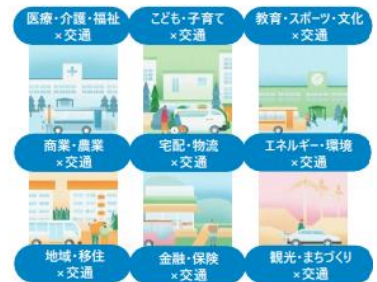 医療・介護・福祉
×交通
こども・子育て
×交通
教育・スポーツ・文化
×交通
商業・農業
×交通
宅配・物流
×交通
エネルギー・環境
×交通
地域・移住
×交通
金融・保険
×交通
観光・まちづくり
×交通